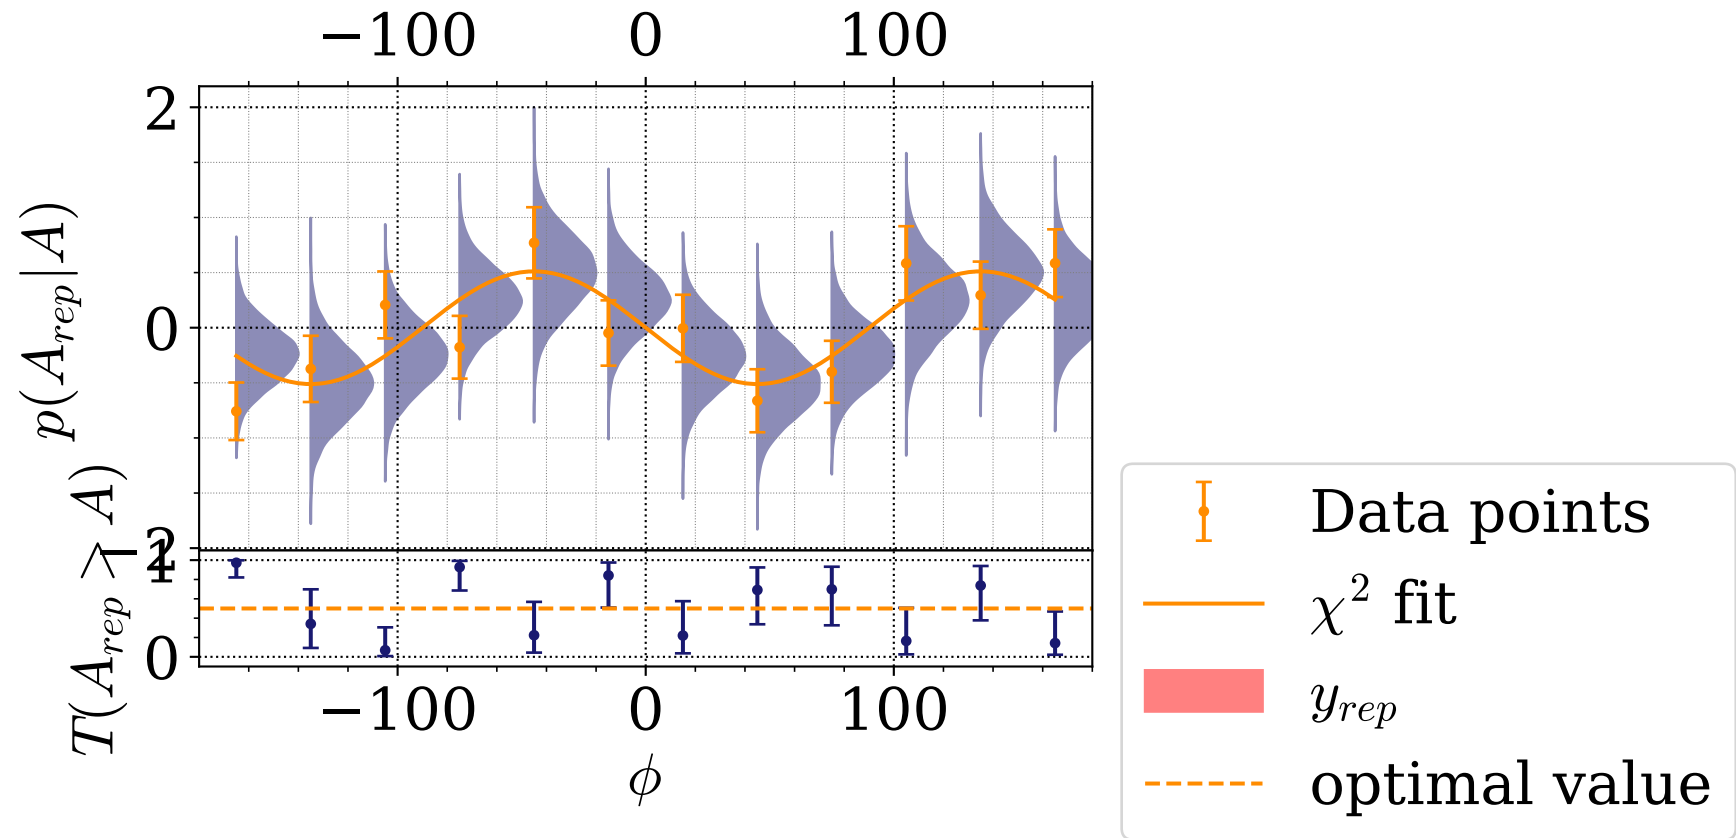 −100 0 100
2
0
−2
p(A_rep|A)
1
0
T(A_rep > A)
−100 0 100
ϕ
Data points
χ² fit
y_rep
optimal value